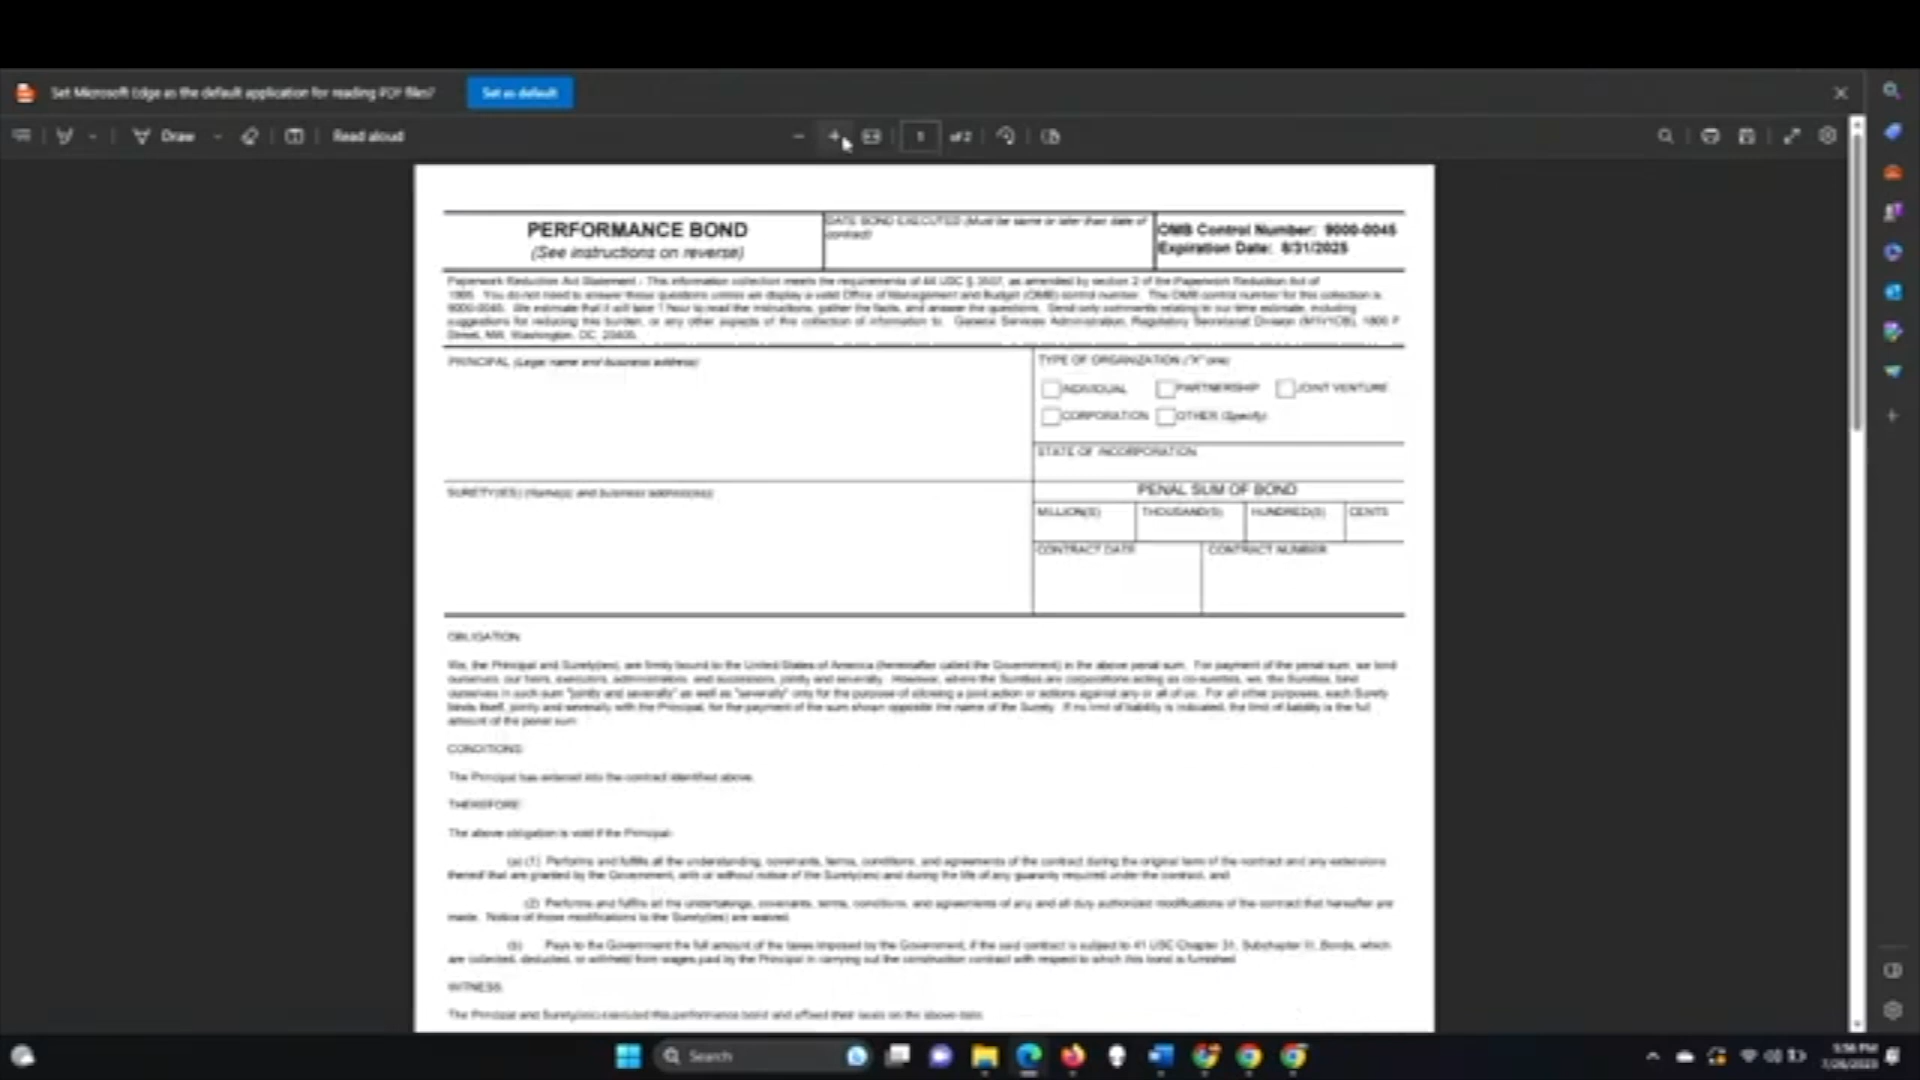 Set Microsoft Edge as the default application for reading PDF files?
Set as default
Draw
Read aloud
1
of 2
PERFORMANCE BOND
(See instructions on reverse)
DATE BOND EXECUTED (Must be same or later than date of
contract)
OMB Control Number: 9000-0045
Expiration Date: 8/31/2025
Paperwork Reduction Act Statement - This information collection meets the requirements of 44 USC § 3507, as amended by section 2 of the Paperwork Reduction Act of
1995. You do not need to answer these questions unless we display a valid Office of Management and Budget (OMB) control number. The OMB control number for this collection is
9000-0045. We estimate that it will take 1 hour to read the instructions, gather the facts, and answer the questions. Send only comments relating to our time estimate, including
suggestions for reducing this burden, or any other aspects of this collection of information to: General Services Administration, Regulatory Secretariat Division (M1V1CB), 1800 F
Street, NW, Washington, DC 20405.
PRINCIPAL (Legal name and business address)
TYPE OF ORGANIZATION ("X" one)
INDIVIDUAL
PARTNERSHIP
JOINT VENTURE
CORPORATION
OTHER (Specify)
STATE OF INCORPORATION
SURETY(IES) (Name(s) and business address(es))
PENAL SUM OF BOND
MILLION(S)
THOUSAND(S)
HUNDRED(S)
CENTS
CONTRACT DATE
CONTRACT NUMBER
OBLIGATION:
We, the Principal and Surety(ies), are firmly bound to the United States of America (hereinafter called the Government) in the above penal sum. For payment of the penal sum, we bind
ourselves, our heirs, executors, administrators, and successors, jointly and severally. However, where the Sureties are corporations acting as co-sureties, we, the Sureties, bind
ourselves in such sum "jointly and severally" as well as "severally" only for the purpose of allowing a joint action or actions against any or all of us. For all other purposes, each Surety
binds itself, jointly and severally with the Principal, for the payment of the sum shown opposite the name of the Surety. If no limit of liability is indicated, the limit of liability is the full
amount of the penal sum.
CONDITIONS:
The Principal has entered into the contract identified above.
THEREFORE:
The above obligation is void if the Principal-
(a) (1) Performs and fulfills all the understanding, covenants, terms, conditions, and agreements of the contract during the original term of the contract and any extensions
thereof that are granted by the Government, with or without notice of the Surety(ies) and during the life of any guaranty required under the contract, and
(2) Performs and fulfills all the undertakings, covenants, terms, conditions, and agreements of any and all duly authorized modifications of the contract that hereafter are
made. Notice of those modifications to the Surety(ies) are waived.
(b) Pays to the Government the full amount of the taxes imposed by the Government, if the said contract is subject to 41 USC Chapter 31, Subchapter III, Bonds, which
are collected, deducted, or withheld from wages paid by the Principal in carrying out the construction contract with respect to which this bond is furnished.
WITNESS:
The Principal and Surety(ies) executed this performance bond and affixed their seals on the above date.
Search
5:56 PM